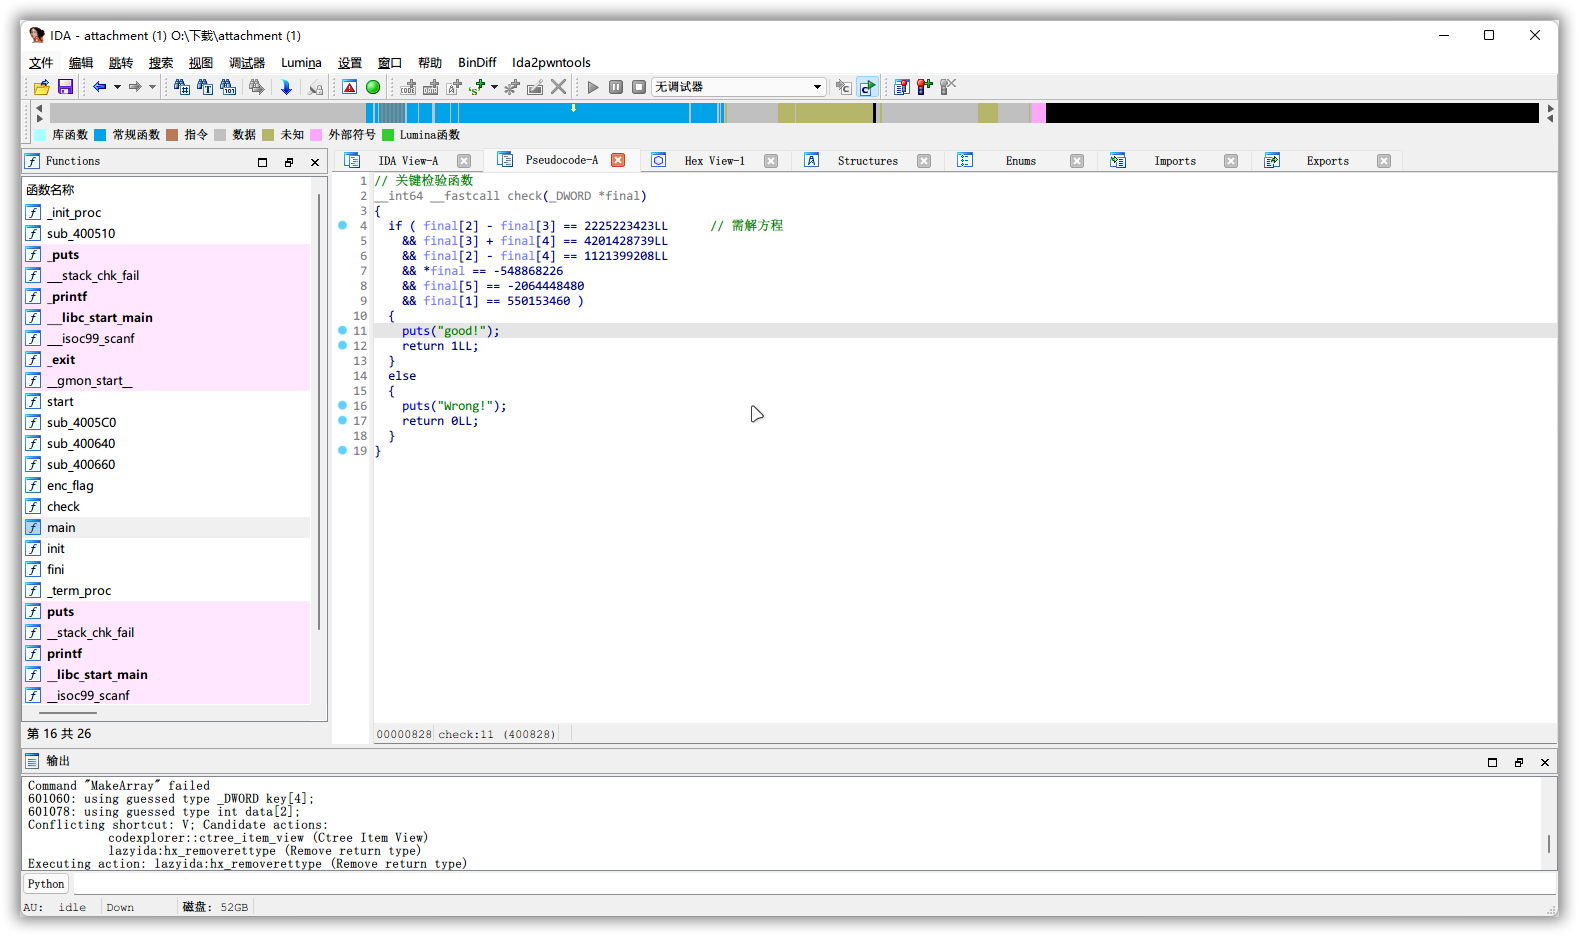 IDA - attachment (1) O:\下载\attachment (1)
文件 编辑 跳转 搜索 视图 调试器 Lumina 设置 窗口 帮助 BinDiff Ida2pwntools
无调试器
库函数 常规函数 指令 数据 未知 外部符号 Lumina函数
Functions
函数名称
_init_proc
sub_400510
_puts
__stack_chk_fail
_printf
__libc_start_main
__isoc99_scanf
_exit
__gmon_start__
start
sub_4005C0
sub_400640
sub_400660
enc_flag
check
main
init
fini
_term_proc
puts
__stack_chk_fail
printf
__libc_start_main
__isoc99_scanf
第 16 共 26
IDA View-A Pseudocode-A Hex View-1 Structures Enums Imports Exports
1 // 关键检验函数
2 __int64 __fastcall check(_DWORD *final)
3 {
4 if ( final[2] - final[3] == 2225223423LL // 需解方程
5 && final[3] + final[4] == 4201428739LL
6 && final[2] - final[4] == 1121399208LL
7 && *final == -548868226
8 && final[5] == -2064448480
9 && final[1] == 550153460 )
10 {
11 puts("good!");
12 return 1LL;
13 }
14 else
15 {
16 puts("Wrong!");
17 return 0LL;
18 }
19 }
00000828 check:11 (400828)
输出
Command "MakeArray" failed
601060: using guessed type _DWORD key[4];
601078: using guessed type int data[2];
Conflicting shortcut: V; Candidate actions:
codexplorer::ctree_item_view (Ctree Item View)
lazyida:hx_removerettype (Remove return type)
Executing action: lazyida:hx_removerettype (Remove return type)
Python
AU: idle Down 磁盘: 52GB